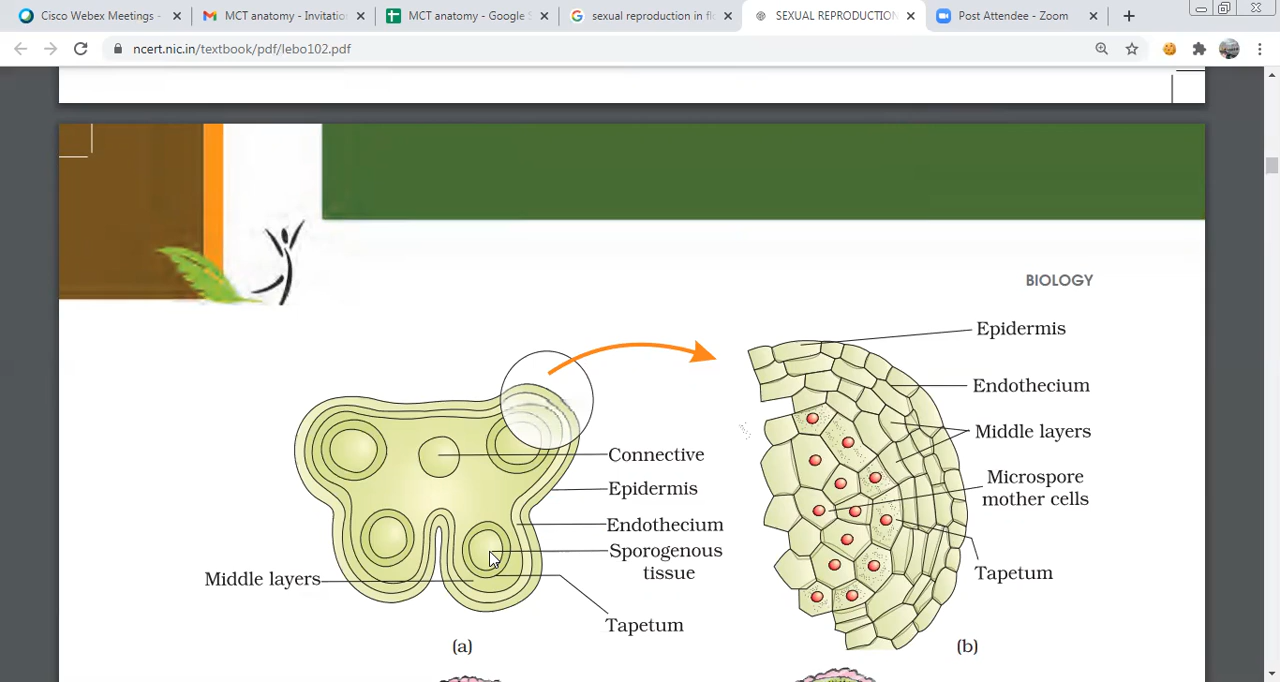 Cisco Webex Meetings -
MCT anatomy - Invitatio
MCT anatomy - Google S
sexual reproduction in fl
SEXUAL REPRODUCTION
Post Attendee - Zoom
ncert.nic.in/textbook/pdf/lebo102.pdf
BIOLOGY
Epidermis
Endothecium
Middle layers
Microspore
mother cells
Tapetum
Connective
Epidermis
Endothecium
Sporogenous
tissue
Middle layers
Tapetum
(a)
(b)